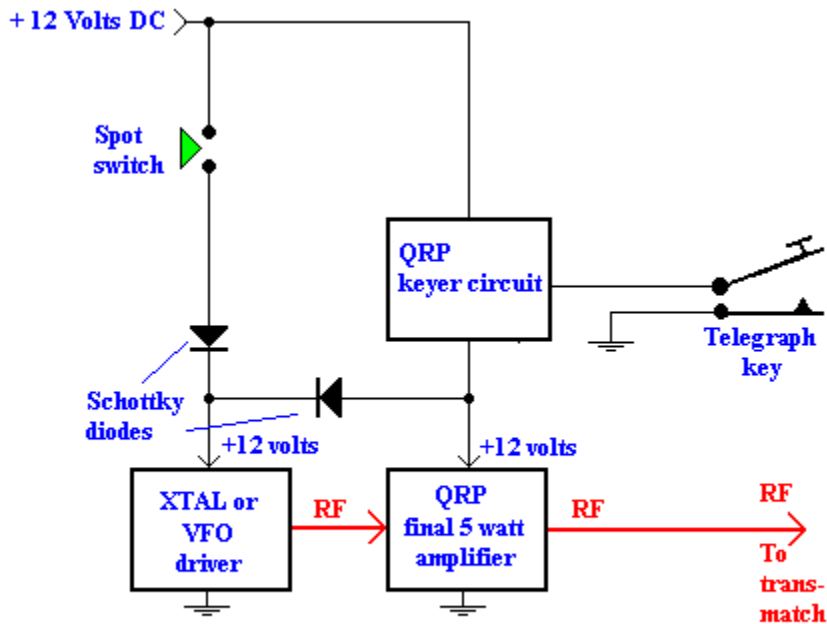 + 12 Volts DC
Spot
switch
QRP
keyer circuit
Telegraph
key
Schottky
diodes
+12 volts
+12 volts
XTAL or
VFO
driver
RF
QRP
final 5 watt
amplifier
RF
RF
To
trans-
match